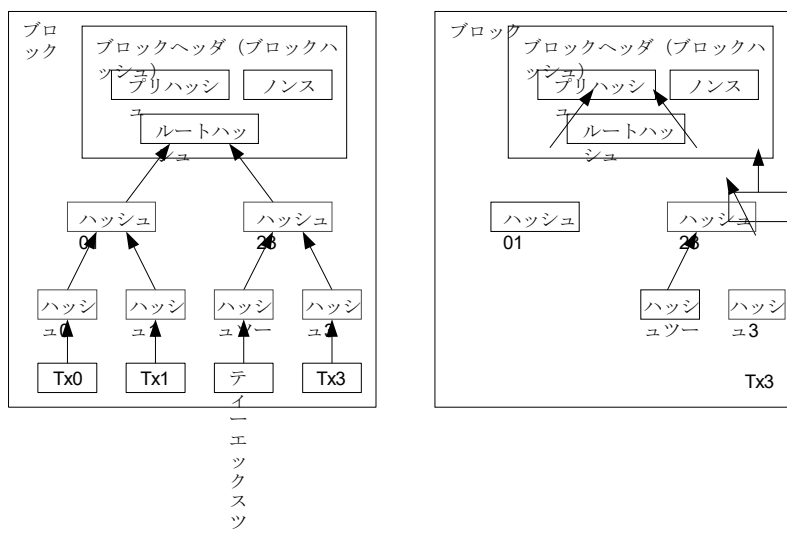 ブロ
ック
ブロックヘッダ（ブロックハ
ッシュ）
プリハッシ
ュ
ノンス
ルートハッ
シュ
ハッシュ
01
ハッシュ
23
ハッシ
ュ0
ハッシ
ュ1
ハッシ
ュツー
ハッシ
ュ3
Tx0
Tx1
テ
ィ
ー
エ
ッ
ク
ス
ツ
Tx3
ブロック
ブロックヘッダ（ブロックハ
ッシュ）
プリハッシ
ュ
ノンス
ルートハッ
シュ
ハッシュ
01
ハッシュ
23
ハッシ
ュツー
ハッシ
ュ3
Tx3